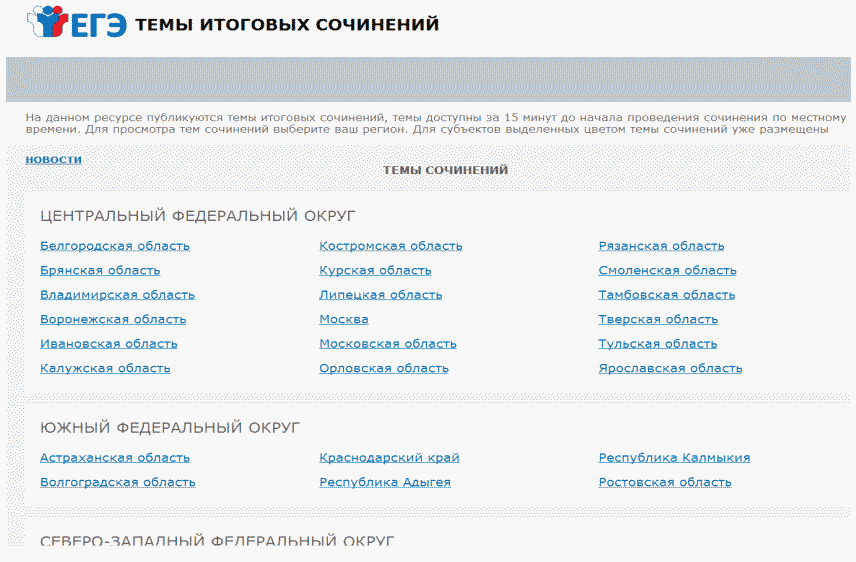 ЕГЭ ТЕМЫ ИТОГОВЫХ СОЧИНЕНИЙ
На данном ресурсе публикуются темы итоговых сочинений, темы доступны за 15 минут до начала проведения сочинения по местному
времени. Для просмотра тем сочинений выберите ваш регион. Для субъектов выделенных цветом темы сочинений уже размещены
НОВОСТИ
ТЕМЫ СОЧИНЕНИЙ
ЦЕНТРАЛЬНЫЙ ФЕДЕРАЛЬНЫЙ ОКРУГ
Белгородская область Костромская область Рязанская область
Брянская область Курская область Смоленская область
Владимирская область Липецкая область Тамбовская область
Воронежская область Москва Тверская область
Ивановская область Московская область Тульская область
Калужская область Орловская область Ярославская область
ЮЖНЫЙ ФЕДЕРАЛЬНЫЙ ОКРУГ
Астраханская область Краснодарский край Республика Калмыкия
Волгоградская область Республика Адыгея Ростовская область
СЕВЕРО-ЗАПАДНЫЙ ФЕДЕРАЛЬНЫЙ ОКРУГ